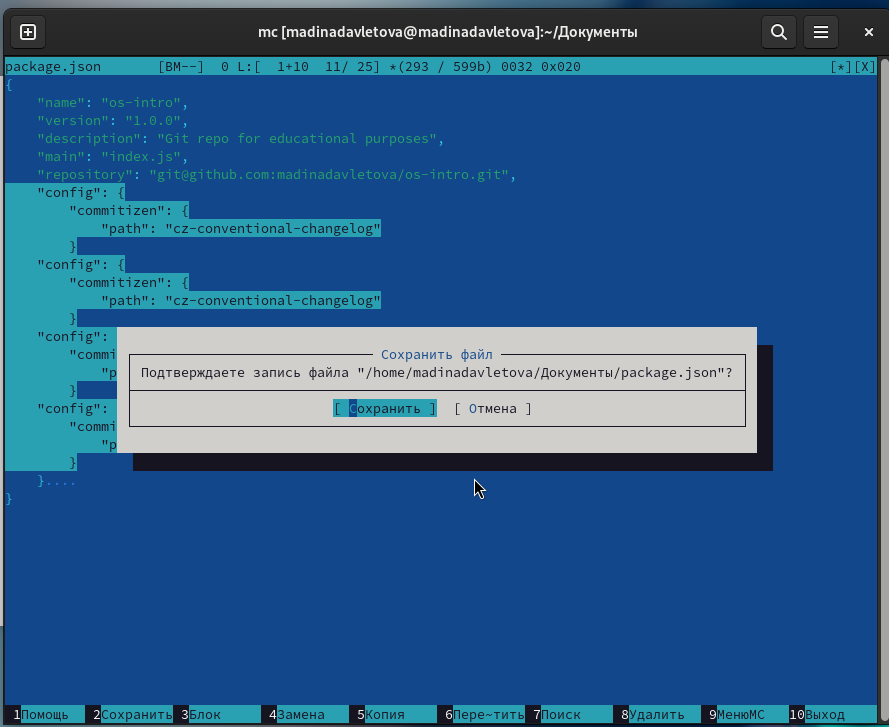 mc [madinadavletova@madinadavletova]:~/Документы
package.json [BM--] 0 L:[ 1+10 11/ 25] *(293 / 599b) 0032 0x020 [*][X]
{
"name": "os-intro",
"version": "1.0.0",
"description": "Git repo for educational purposes",
"main": "index.js",
"repository": "git@github.com:madinadavletova/os-intro.git",
"config": {
"commitizen": {
"path": "cz-conventional-changelog"
}
"config": {
"commitizen": {
"path": "cz-conventional-changelog"
}
"config":
Сохранить файл
"commi
Подтверждаете запись файла "/home/madinadavletova/Документы/package.json"?
"p
}
"config":
[ Сохранить ] [ Отмена ]
"commi
"p
}
}....
}
1Помощь 2Сохранить 3Блок 4Замена 5Копия 6Пере~тить 7Поиск 8Удалить 9МенюMC 10Выход